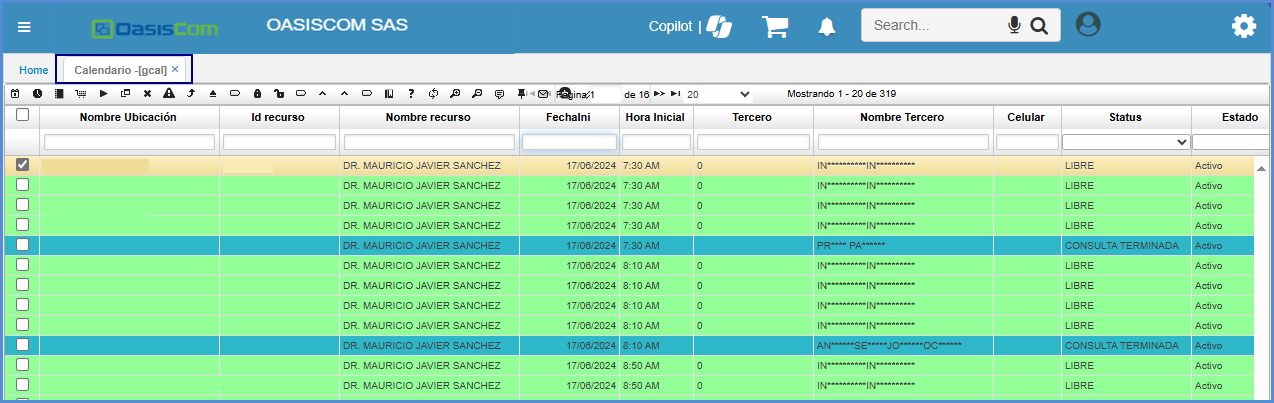 OasisCom OASISCOM SAS Copilot | Search...
Home Calendario -[gcal] ×
Página 1 de 16 20 Mostrando 1 - 20 de 319
Nombre Ubicación Id recurso Nombre recurso FechaIni Hora Inicial Tercero Nombre Tercero Celular Status Estado
DR. MAURICIO JAVIER SANCHEZ 17/06/2024 7:30 AM 0 IN**********IN********** LIBRE Activo
DR. MAURICIO JAVIER SANCHEZ 17/06/2024 7:30 AM 0 IN**********IN********** LIBRE Activo
DR. MAURICIO JAVIER SANCHEZ 17/06/2024 7:30 AM 0 IN**********IN********** LIBRE Activo
DR. MAURICIO JAVIER SANCHEZ 17/06/2024 7:30 AM 0 IN**********IN********** LIBRE Activo
DR. MAURICIO JAVIER SANCHEZ 17/06/2024 7:30 AM PR**** PA****** CONSULTA TERMINADA Activo
DR. MAURICIO JAVIER SANCHEZ 17/06/2024 8:10 AM 0 IN**********IN********** LIBRE Activo
DR. MAURICIO JAVIER SANCHEZ 17/06/2024 8:10 AM 0 IN**********IN********** LIBRE Activo
DR. MAURICIO JAVIER SANCHEZ 17/06/2024 8:10 AM 0 IN**********IN********** LIBRE Activo
DR. MAURICIO JAVIER SANCHEZ 17/06/2024 8:10 AM 0 IN**********IN********** LIBRE Activo
DR. MAURICIO JAVIER SANCHEZ 17/06/2024 8:10 AM AN******SE*****JO******OC****** CONSULTA TERMINADA Activo
DR. MAURICIO JAVIER SANCHEZ 17/06/2024 8:50 AM 0 IN**********IN********** LIBRE Activo
DR. MAURICIO JAVIER SANCHEZ 17/06/2024 8:50 AM 0 IN**********IN********** LIBRE Activo